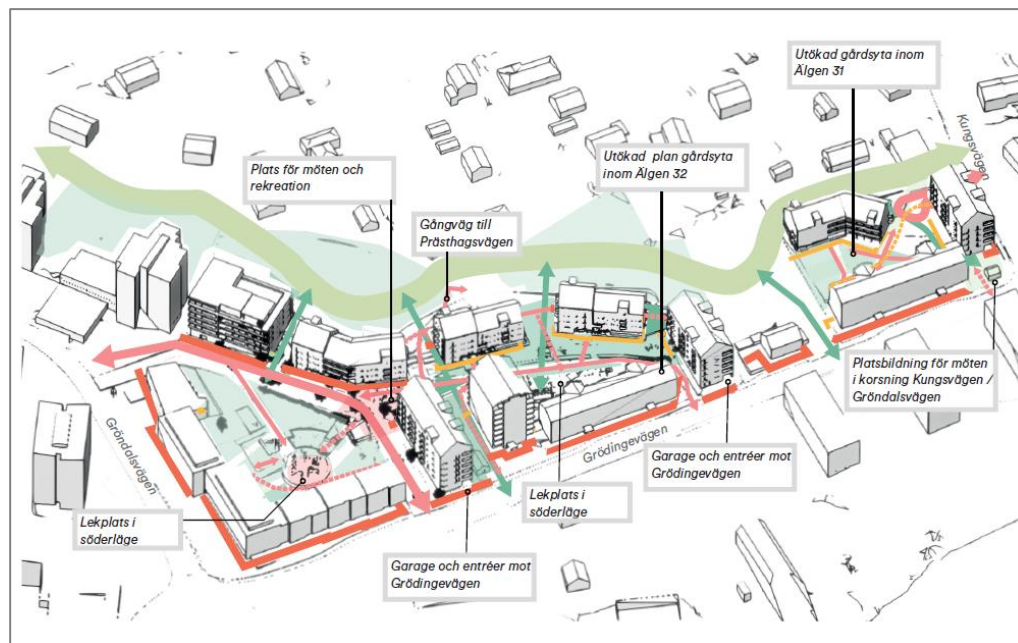 Utökad gårdsyta inom
Älgen 31
Kungsvägen
Plats för möten och
rekreation
Utökad plan gårdsyta
inom Älgen 32
Gångväg till
Prästhagsvägen
Platsbildning för möten
i korsning Kungsvägen /
Gröndalsvägen
Gröndalsvägen
Grödingevägen
Garage och entréer mot
Grödingevägen
Lekplats i
söderläge
Lekplats i
söderläge
Garage och entréer mot
Grödingevägen